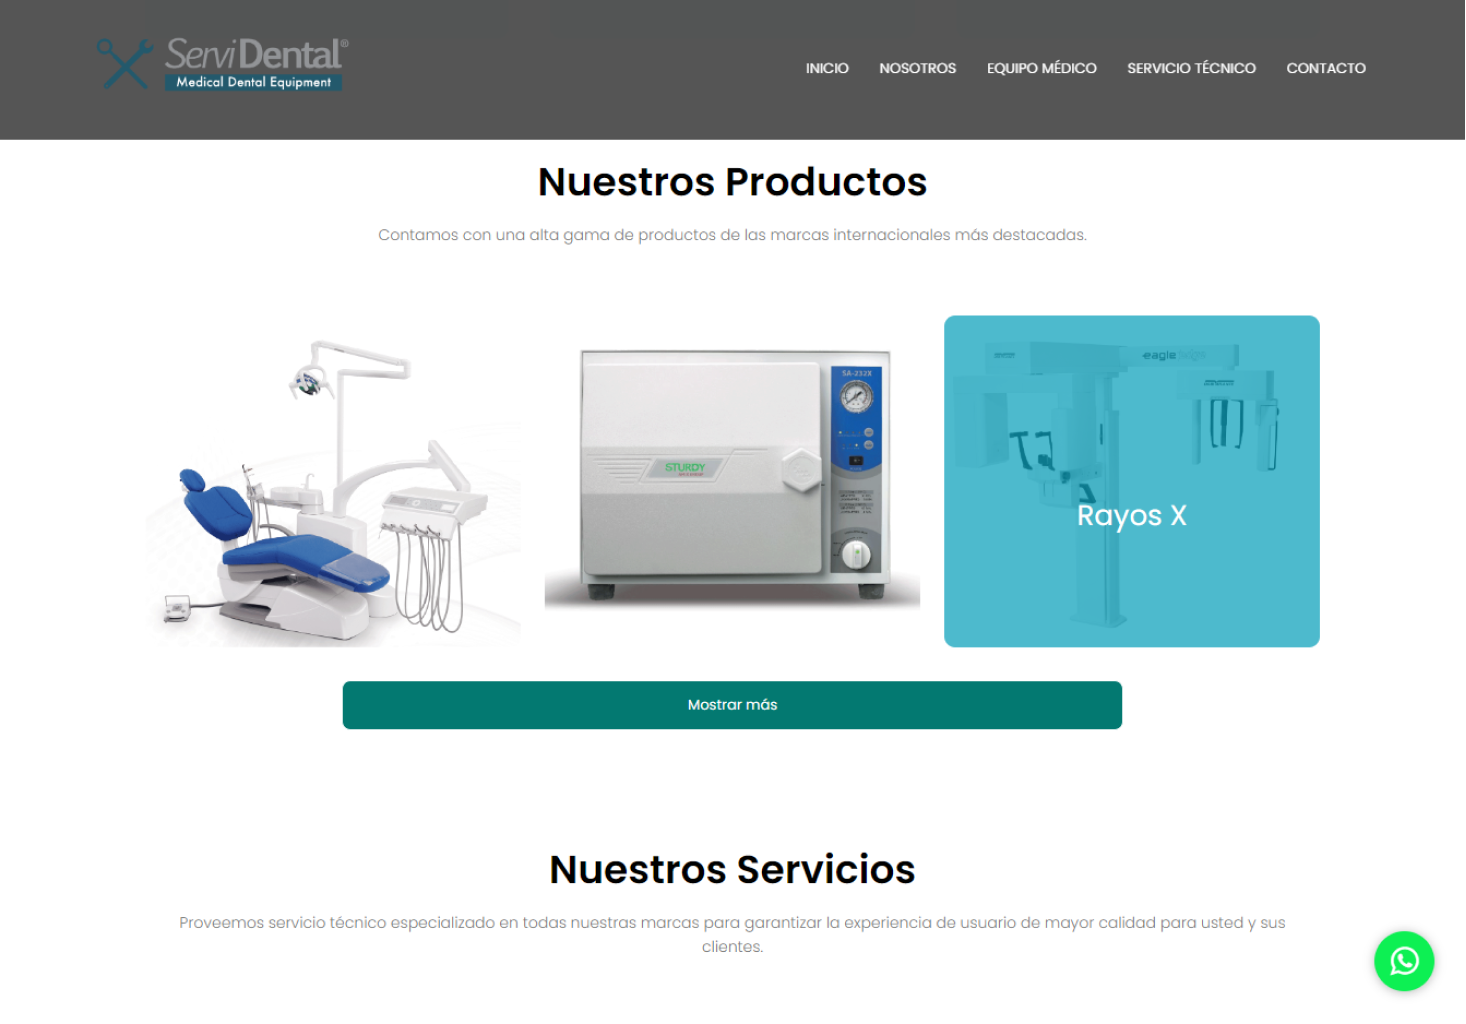 ServiDental®
Medical Dental Equipment
INICIO
NOSOTROS
EQUIPO MÉDICO
SERVICIO TÉCNICO
CONTACTO
Nuestros Productos
Contamos con una alta gama de productos de las marcas internacionales más destacadas.
SA-232X
STURDY
eagle
Rayos X
Mostrar más
Nuestros Servicios
Proveemos servicio técnico especializado en todas nuestras marcas para garantizar la experiencia de usuario de mayor calidad para usted y sus
clientes.